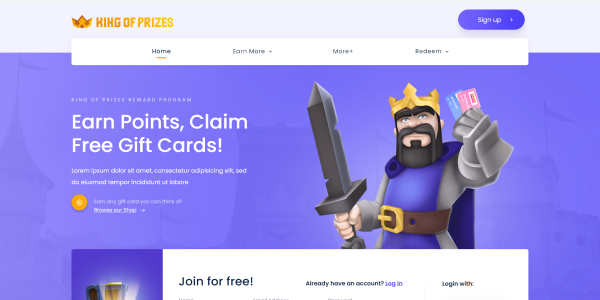 KING OF PRIZES
Sign up
Home
Earn More
More+
Redeem
KING OF PRIZES REWARD PROGRAM
Earn Points, Claim
Free Gift Cards!
Lorem ipsum dolor sit amet, consectetur adipisicing elit, sed
do eiusmod tempor incididunt ut labore
Earn any gift card you can think of!
Browse our Shop
Join for free!
Already have an account? Log in
Login with: